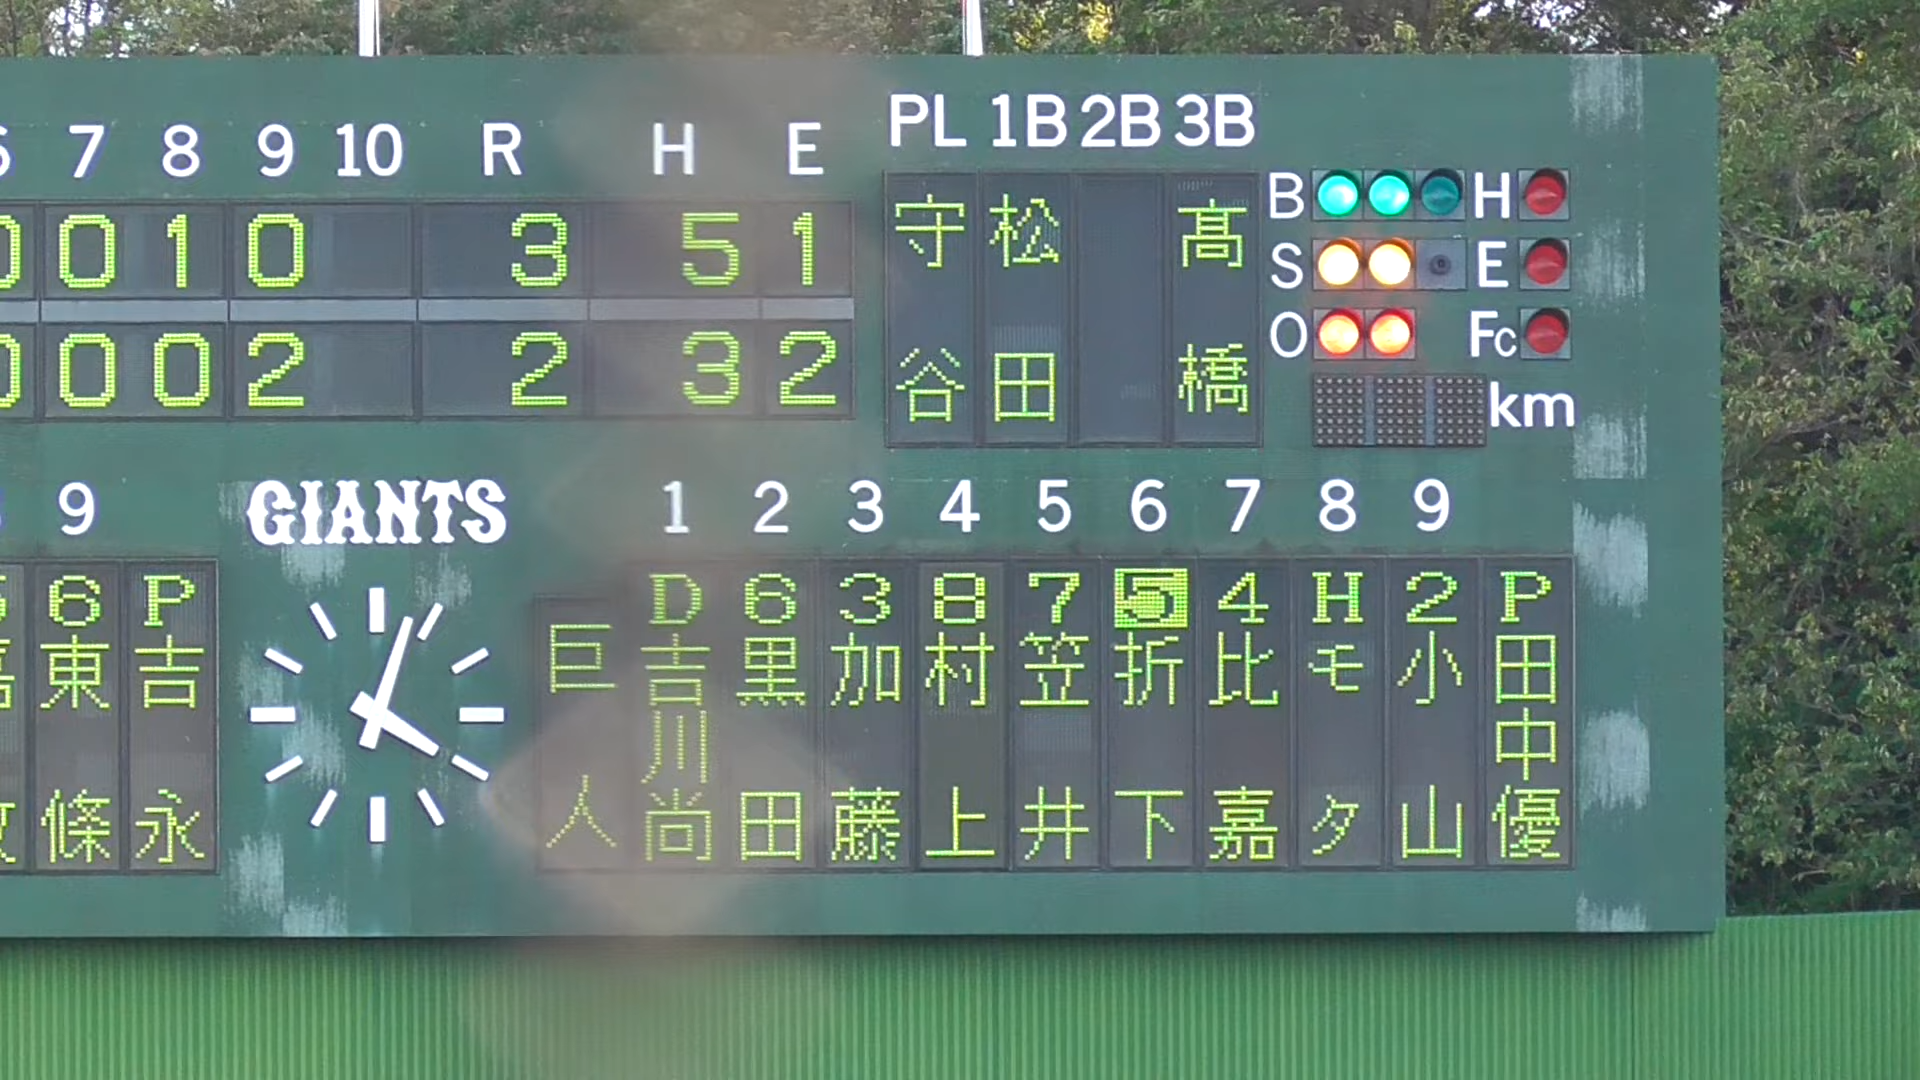 7 8 9 10 R H E
0 0 1 0 3 5 1
0 0 0 2 2 3 2
PL 1B 2B 3B
守谷 松田 髙橋
B H
S E
O Fc
km
9
6 P
東條 吉永
GIANTS
1 2 3 4 5 6 7 8 9
D 6 3 8 7 5 4 H 2 P
巨人 吉川尚 黒田 加藤 村上 笠井 折下 比嘉 モタ 小山 田中優